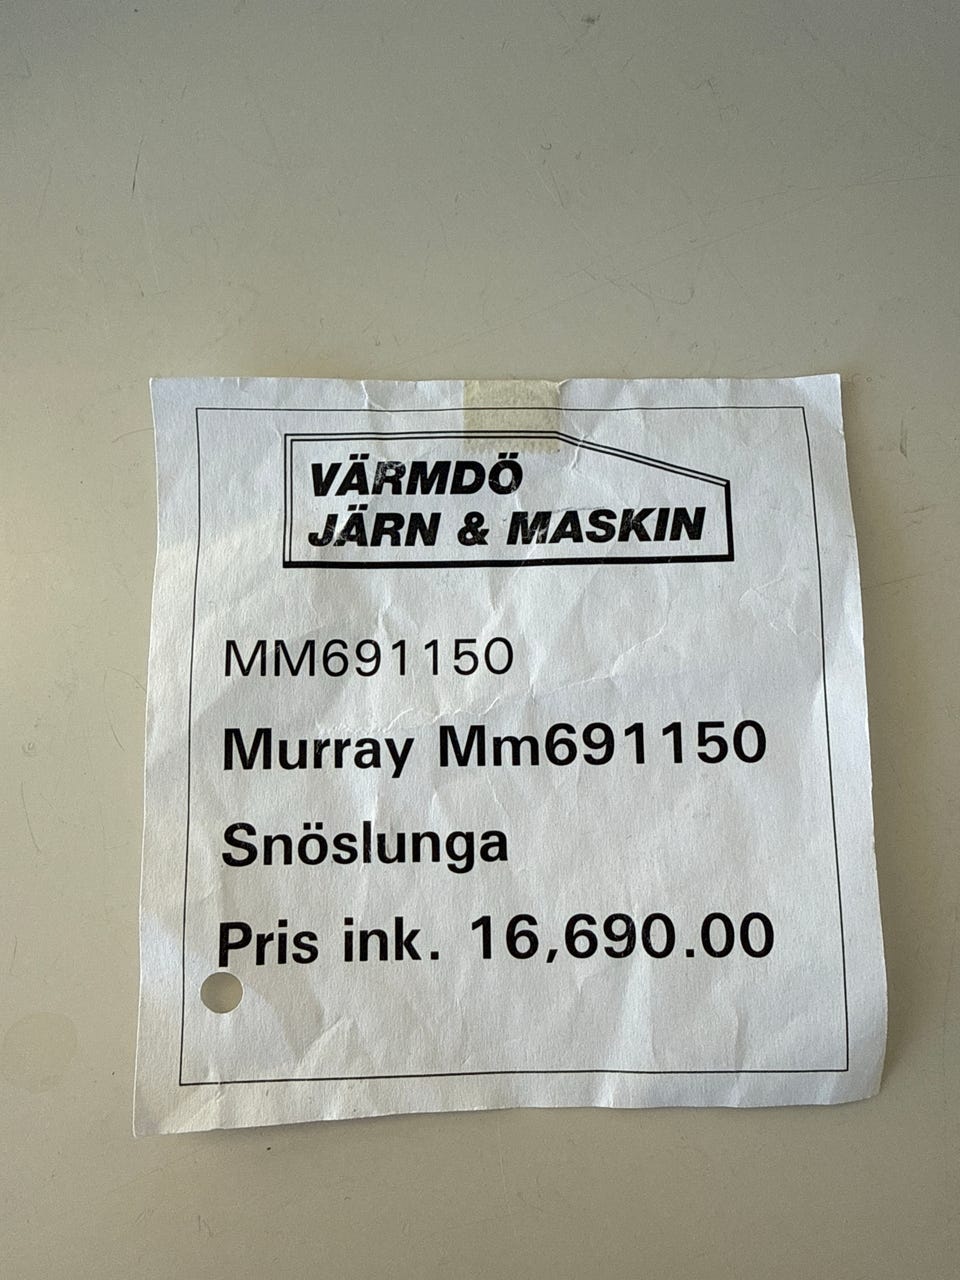 VÄRMDÖ
JÄRN & MASKIN
MM691150
Murray Mm691150
Snöslunga
Pris ink. 16,690.00